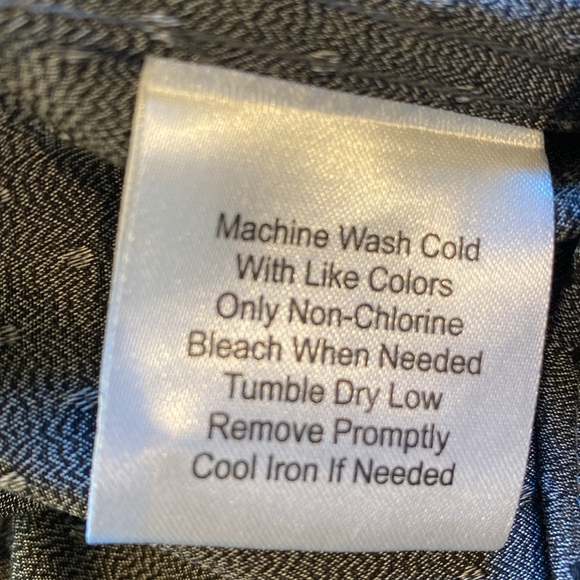 Machine Wash Cold
With Like Colors
Only Non-Chlorine
Bleach When Needed
Tumble Dry Low
Remove Promptly
Cool Iron If Needed